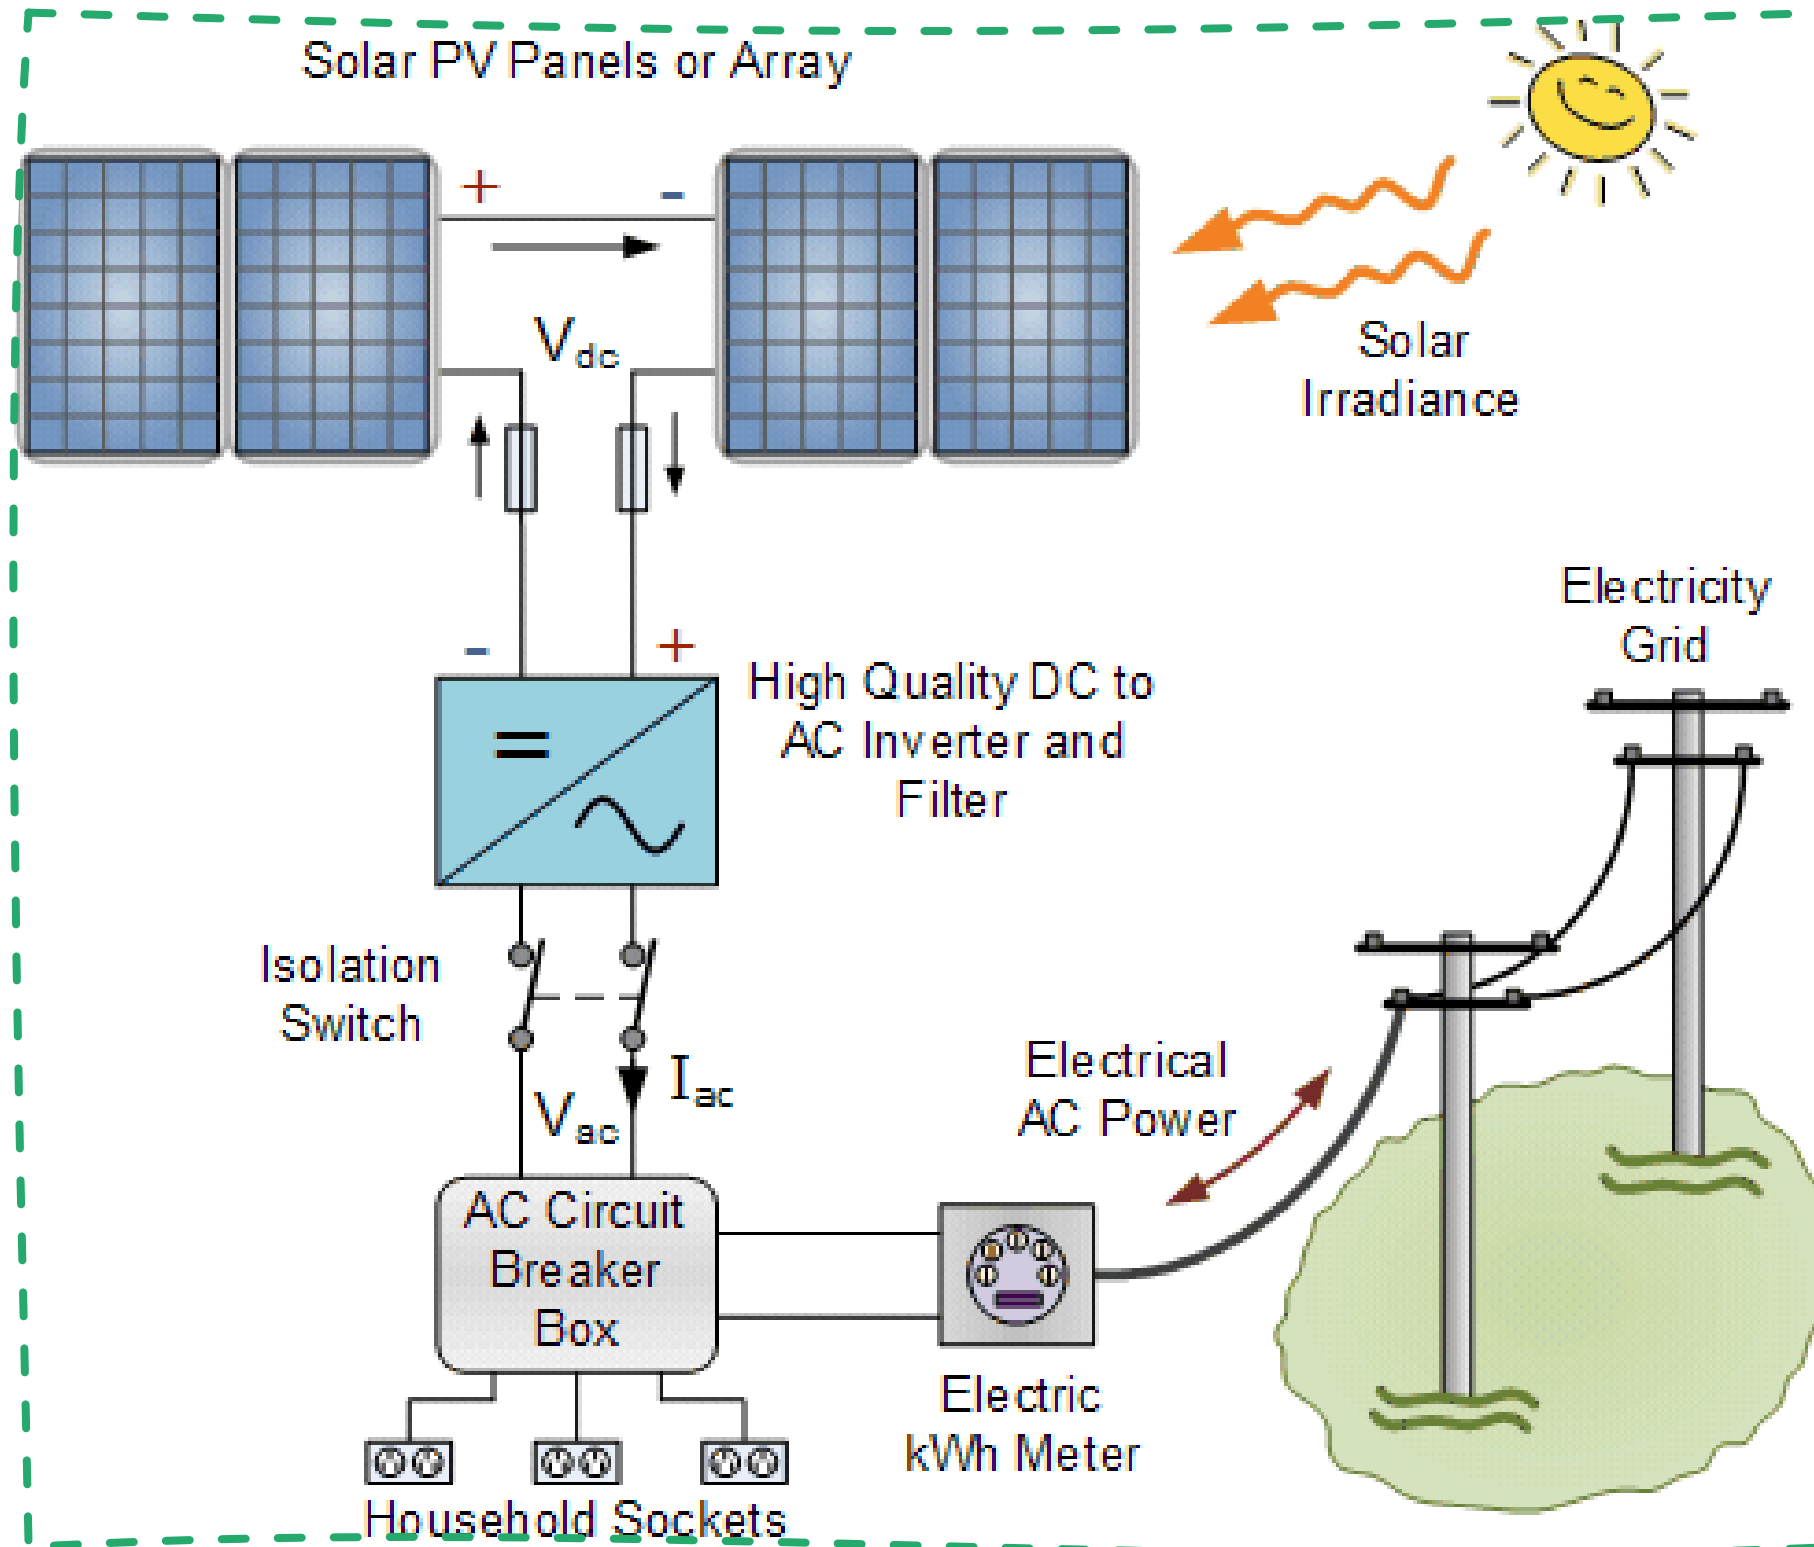 Solar PV Panels or Array
+
-
Vdc
Solar
Irradiance
-
+
High Quality DC to
AC Inverter and
Filter
Electricity
Grid
=
Isolation
Switch
Iac
Vac
Electrical
AC Power
AC Circuit
Breaker
Box
Electric
kWh Meter
Household Sockets